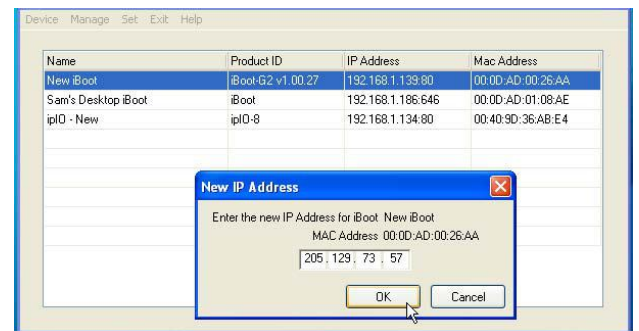 Device Manage Set Exit Help
Name Product ID IP Address Mac Address
New iBoot iBoot-G2 v1.00.27 192.168.1.139:80 00:0D:AD:00:26:AA
Sam's Desktop iBoot iBoot 192.168.1.186:646 00:0D:AD:01:08:AE
ipIO - New ipIO-8 192.168.1.134:80 00:40:9D:36:AB:E4
New IP Address
Enter the new IP Address for iBoot New iBoot
MAC Address 00:0D:AD:00:26:AA
205 . 129 . 73 . 57
OK Cancel